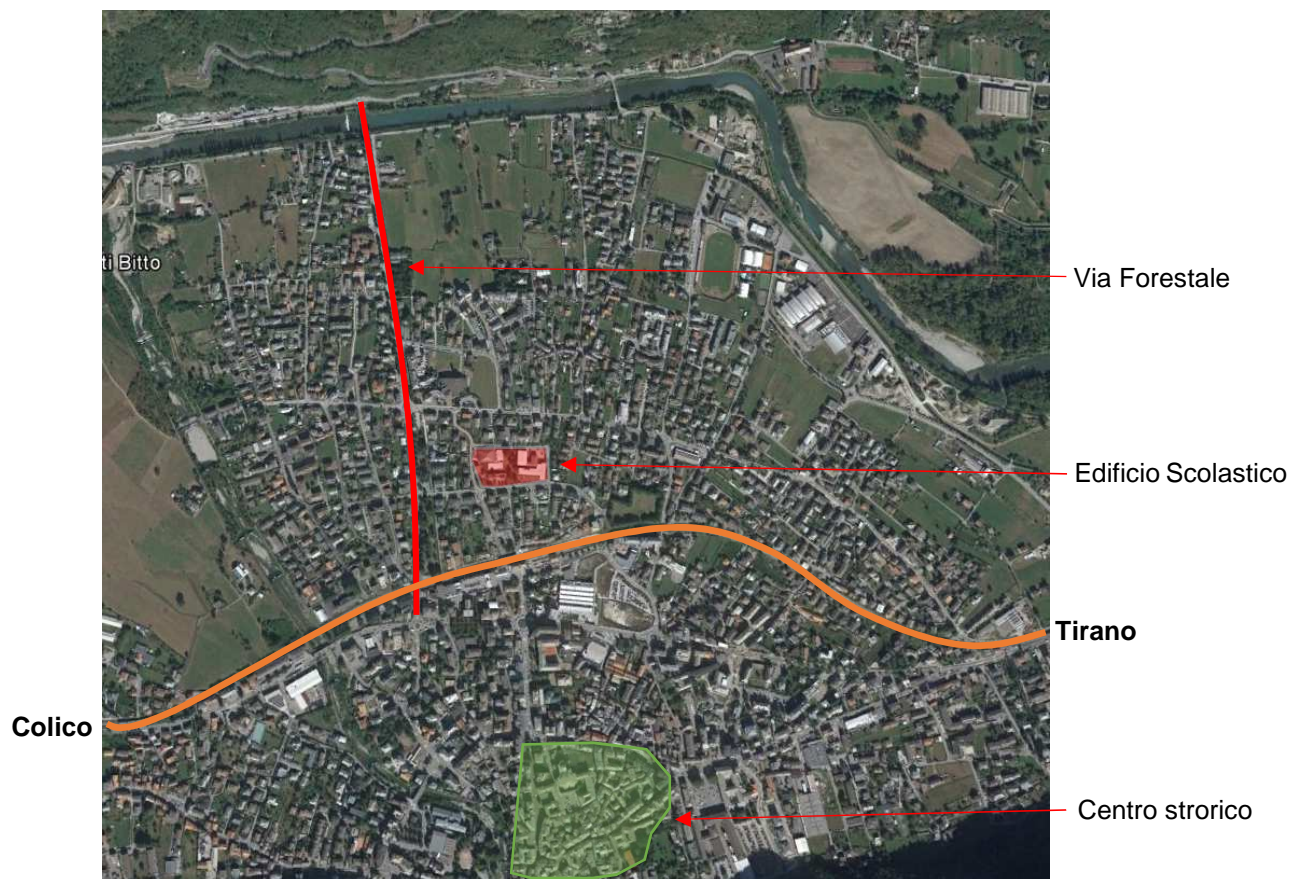 ti Bitto
Via Forestale
Edificio Scolastico
Tirano
Colico
Centro strorico